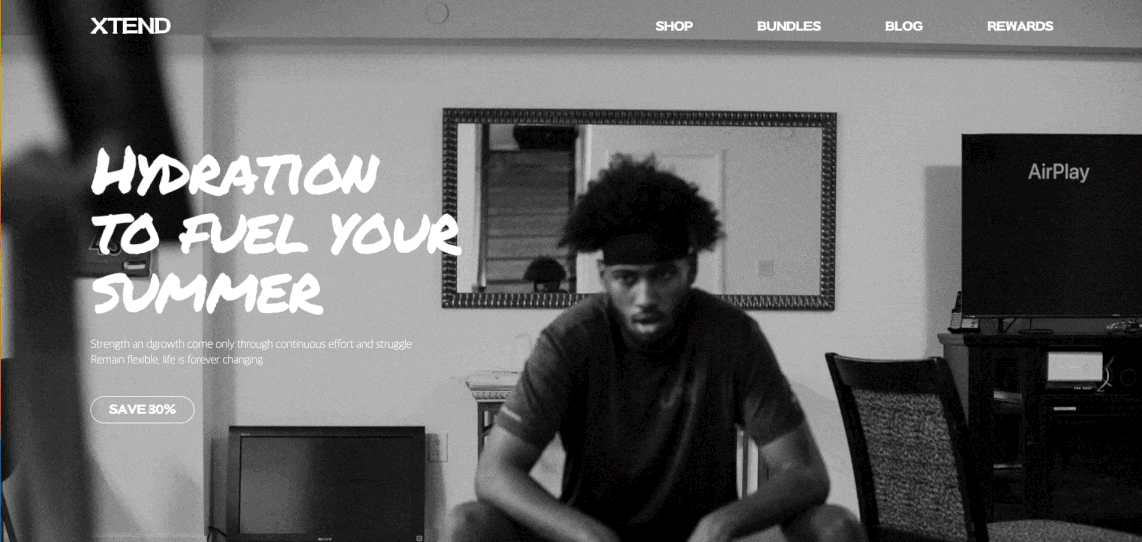 XTEND
SHOP BUNDLES BLOG REWARDS
HYDRATION
TO FUEL YOUR
SUMMER
AirPlay
Strength an dgrowth come only through continuous effort and struggle
Remain flexible, life is forever changing
SAVE 30%